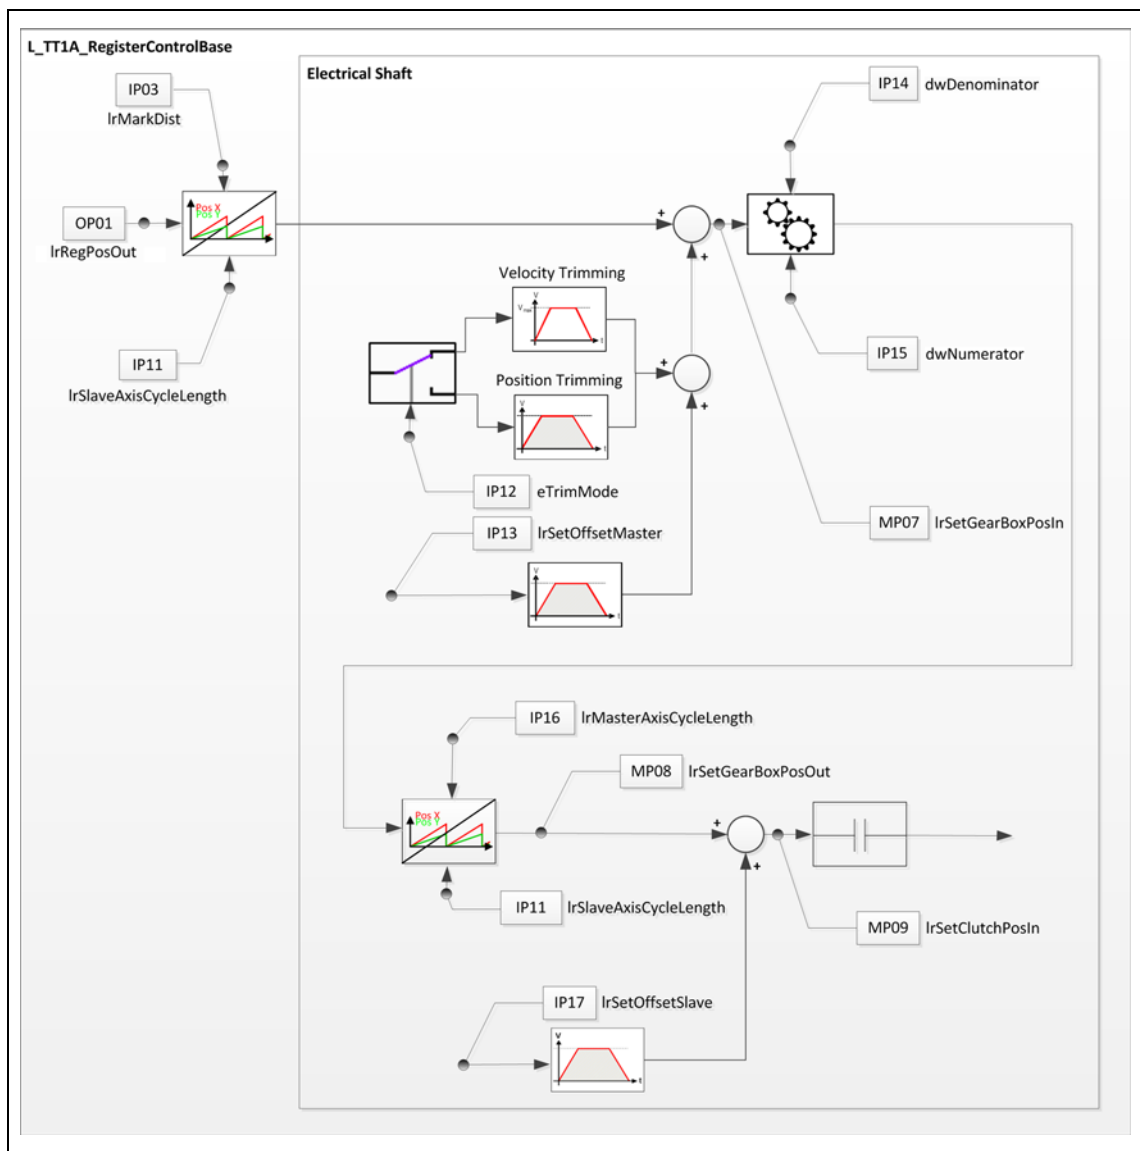 L_TT1A_RegisterControlBase
Electrical Shaft
IP03
lrMarkDist
IP14 dwDenominator
Pos X
Pos Y
OP01
lrRegPosOut
+
+
Velocity Trimming
V
Vmax
t
IP11
lrSlaveAxisCycleLength
IP15 dwNumerator
Position Trimming
V
t
+
+
IP12 eTrimMode
IP13 lrSetOffsetMaster
MP07 lrSetGearBoxPosIn
V
t
IP16 lrMasterAxisCycleLength
MP08 lrSetGearBoxPosOut
Pos X
Pos Y
+
+
IP11 lrSlaveAxisCycleLength
MP09 lrSetClutchPosIn
IP17 lrSetOffsetSlave
V
t